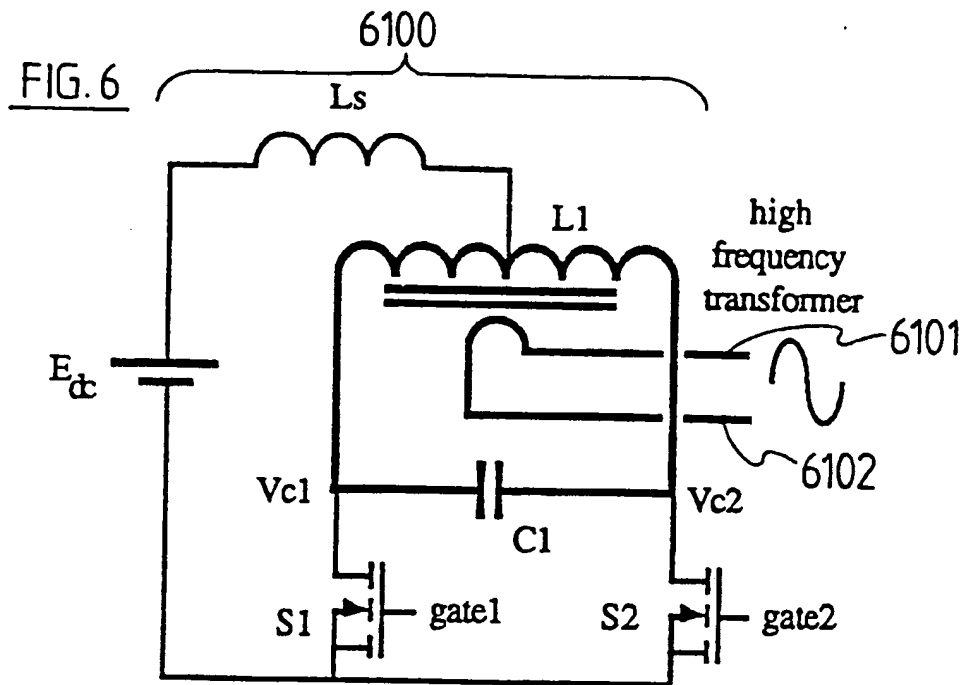 6100
FIG. 6
Ls
L1
high
frequency
transformer
6101
Edc
6102
Vc1
Vc2
C1
S1
gate1
S2
gate2